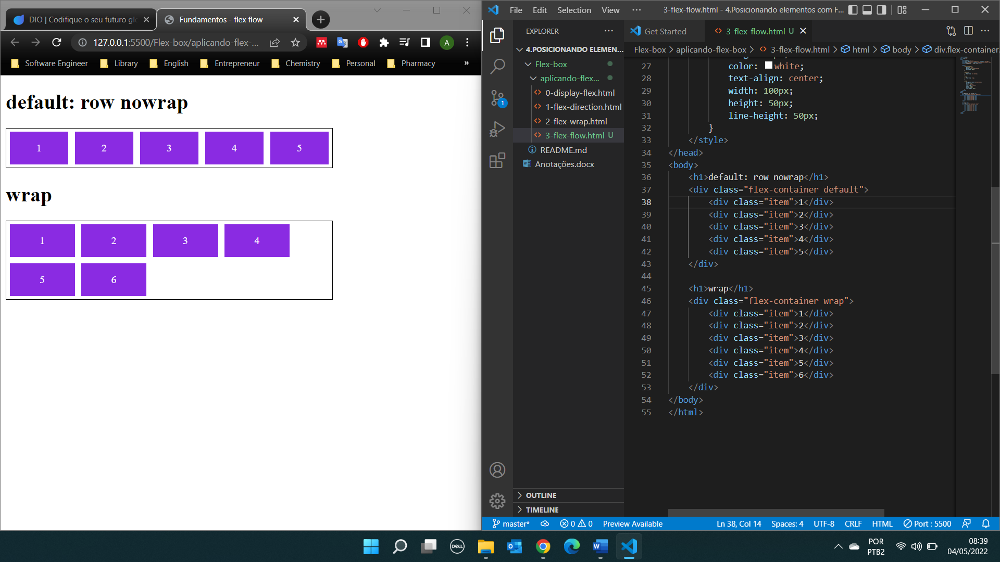 DIO | Codifique o seu futuro glo
Fundamentos - flex flow
127.0.0.1:5500/Flex-box/aplicando-flex-...
A
Software Engineer
Library
English
Entrepreneur
Chemistry
Personal
Pharmacy
»
default: row nowrap
1 2 3 4 5
wrap
1 2 3 4
5 6
File Edit Selection View ···
3-flex-flow.html - 4.Posicionando elementos com F...
EXPLORER
4.POSICIONANDO ELEMEN...
Flex-box
aplicando-flex...
0-display-flex.html
1-flex-direction.html
2-flex-wrap.html
3-flex-flow.html U
README.md
Anotações.docx
OUTLINE
TIMELINE
1
Get Started
3-flex-flow.html U
Flex-box > aplicando-flex-box > 3-flex-flow.html > html > body > div.flex-container.
27 color: white;
28 text-align: center;
29 width: 100px;
30 height: 50px;
31 line-height: 50px;
32 }
33 </style>
34 </head>
35 <body>
36 <h1>default: row nowrap</h1>
37 <div class="flex-container default">
38 <div class="item">1</div>
39 <div class="item">2</div>
40 <div class="item">3</div>
41 <div class="item">4</div>
42 <div class="item">5</div>
43 </div>
44
45 <h1>wrap</h1>
46 <div class="flex-container wrap">
47 <div class="item">1</div>
48 <div class="item">2</div>
49 <div class="item">3</div>
50 <div class="item">4</div>
51 <div class="item">5</div>
52 <div class="item">6</div>
53 </div>
54 </body>
55 </html>
master* 0 0 Preview Available Ln 38, Col 14 Spaces: 4 UTF-8 CRLF HTML Port : 5500
DELL
POR
PTB2
08:39
04/05/2022